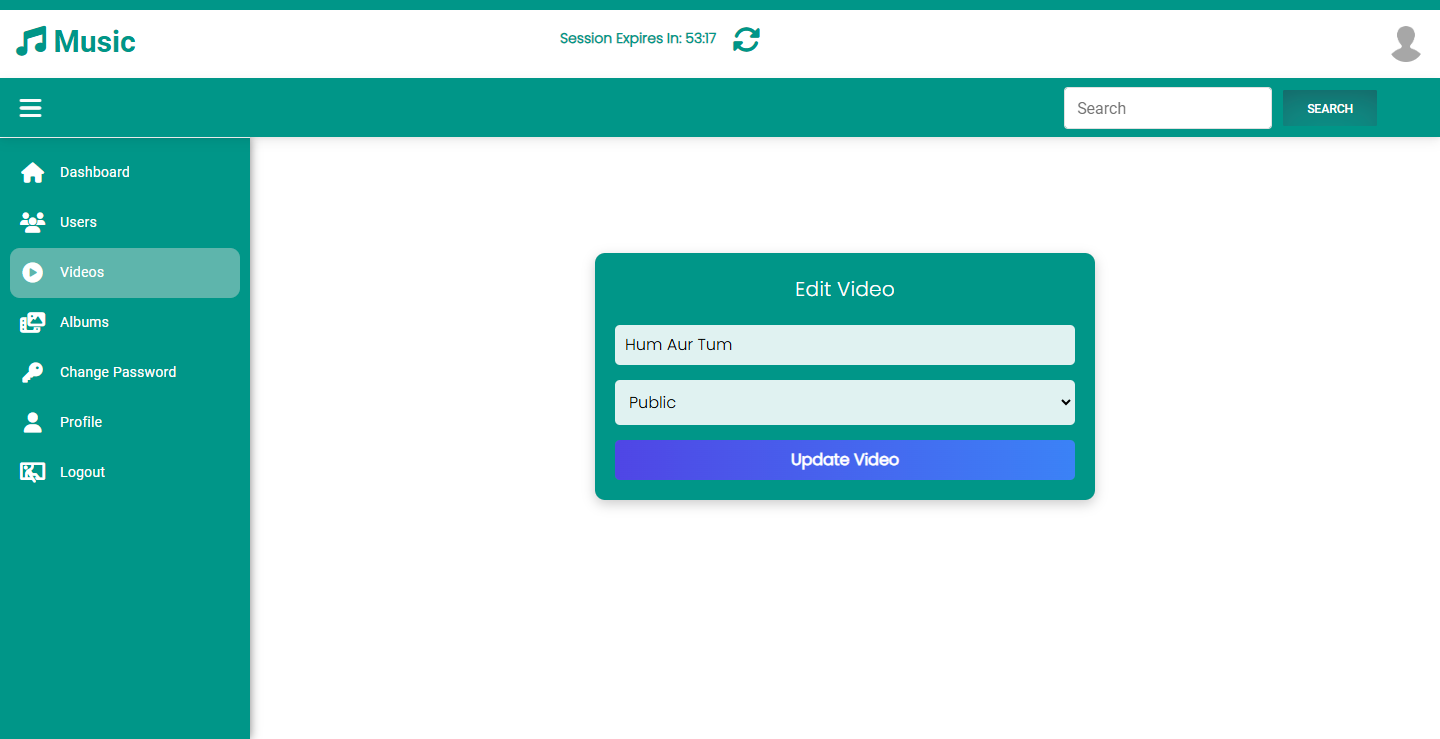 Music
Session Expires In: 53:17
Search
SEARCH
Dashboard
Users
Videos
Albums
Change Password
Profile
Logout
Edit Video
Hum Aur Tum
Public
Update Video